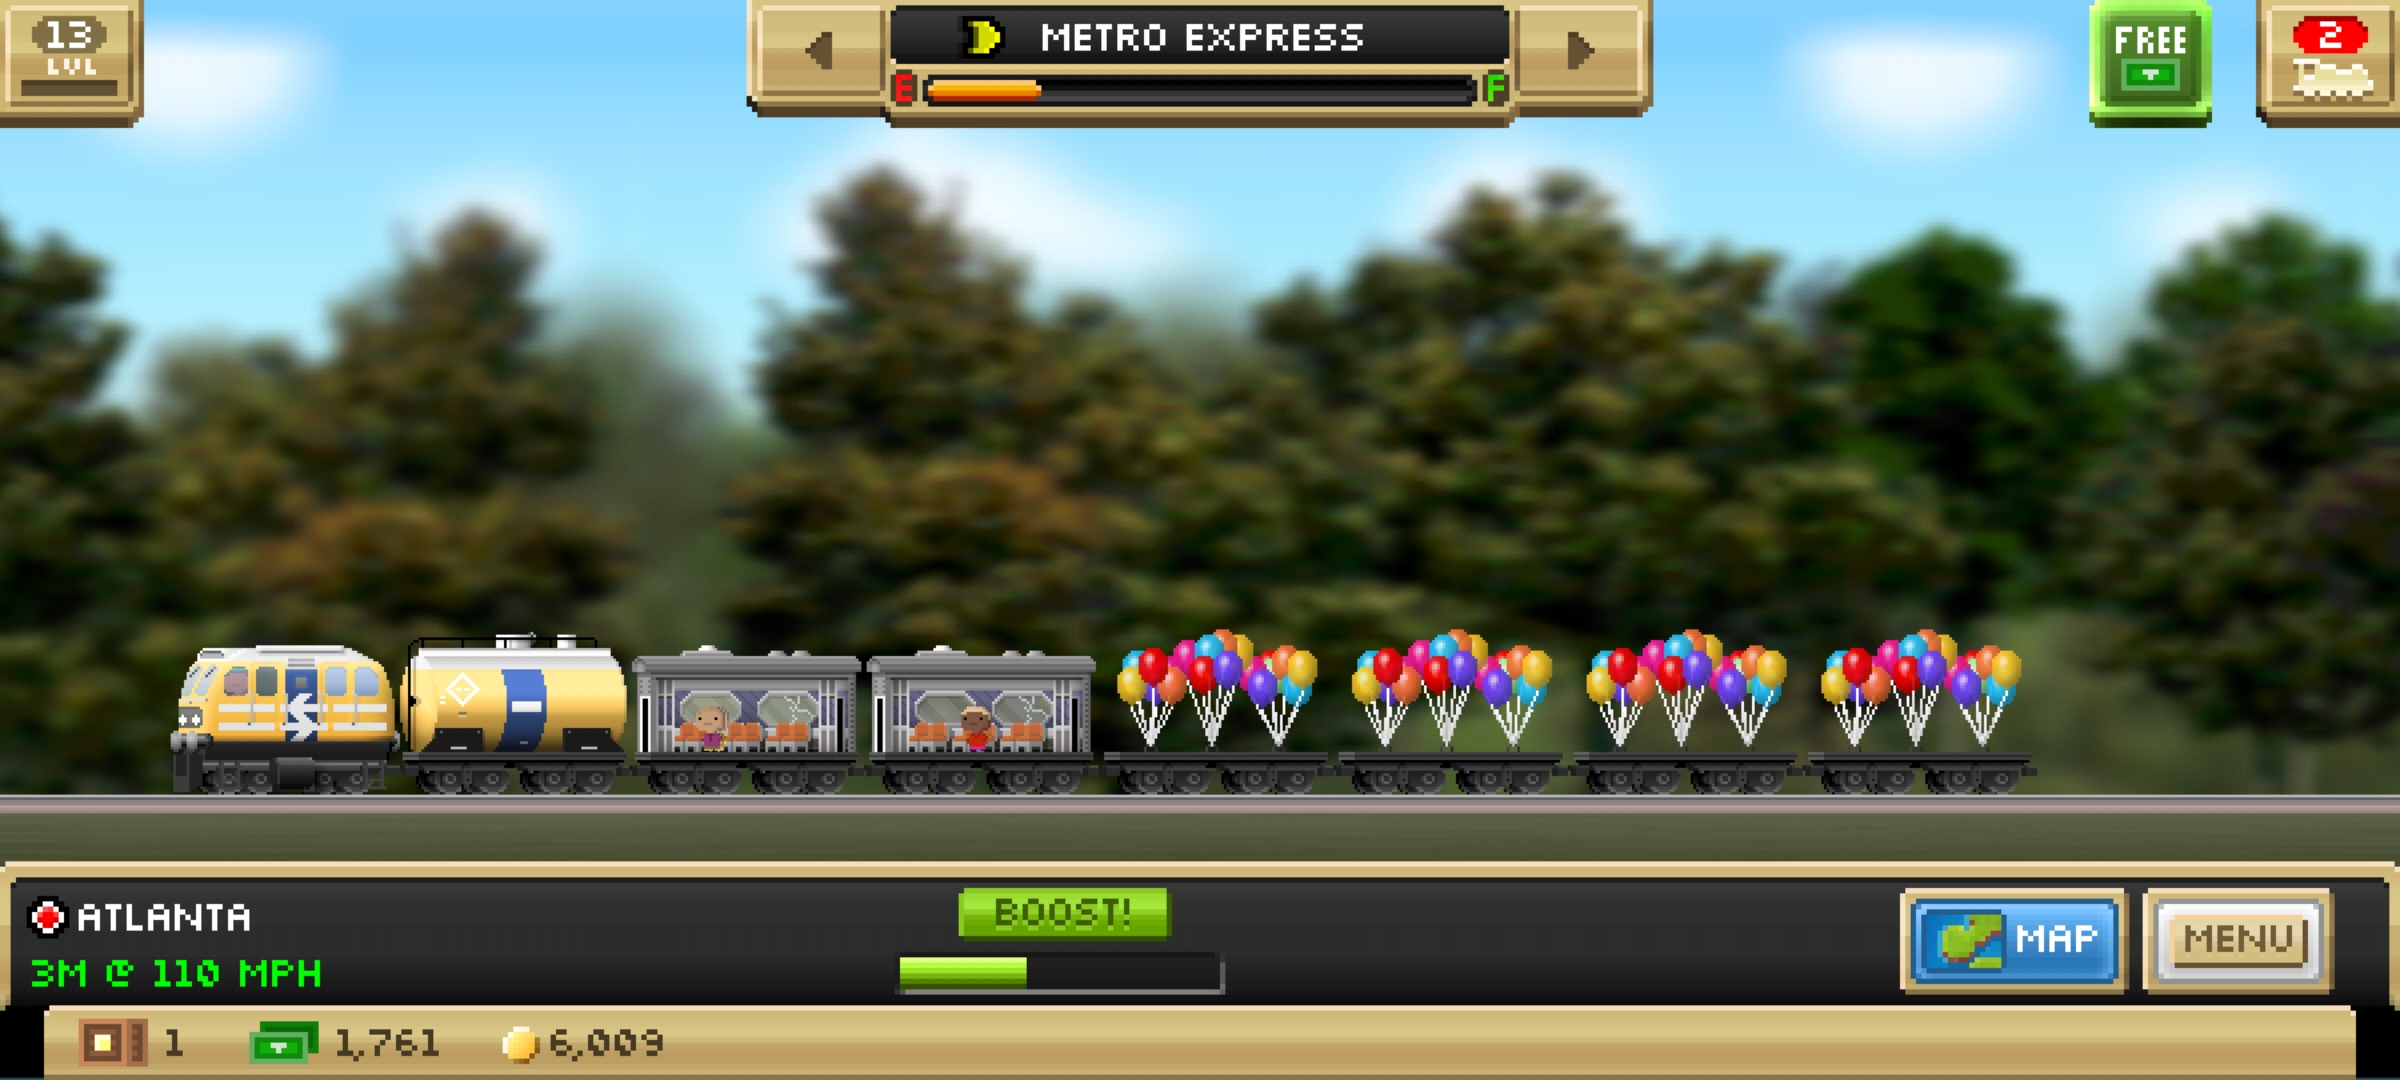 13
LVL
METRO EXPRESS
E F
FREE
2
ATLANTA
3M @ 110 MPH
BOOST!
MAP
MENU
1 1,761 6,009